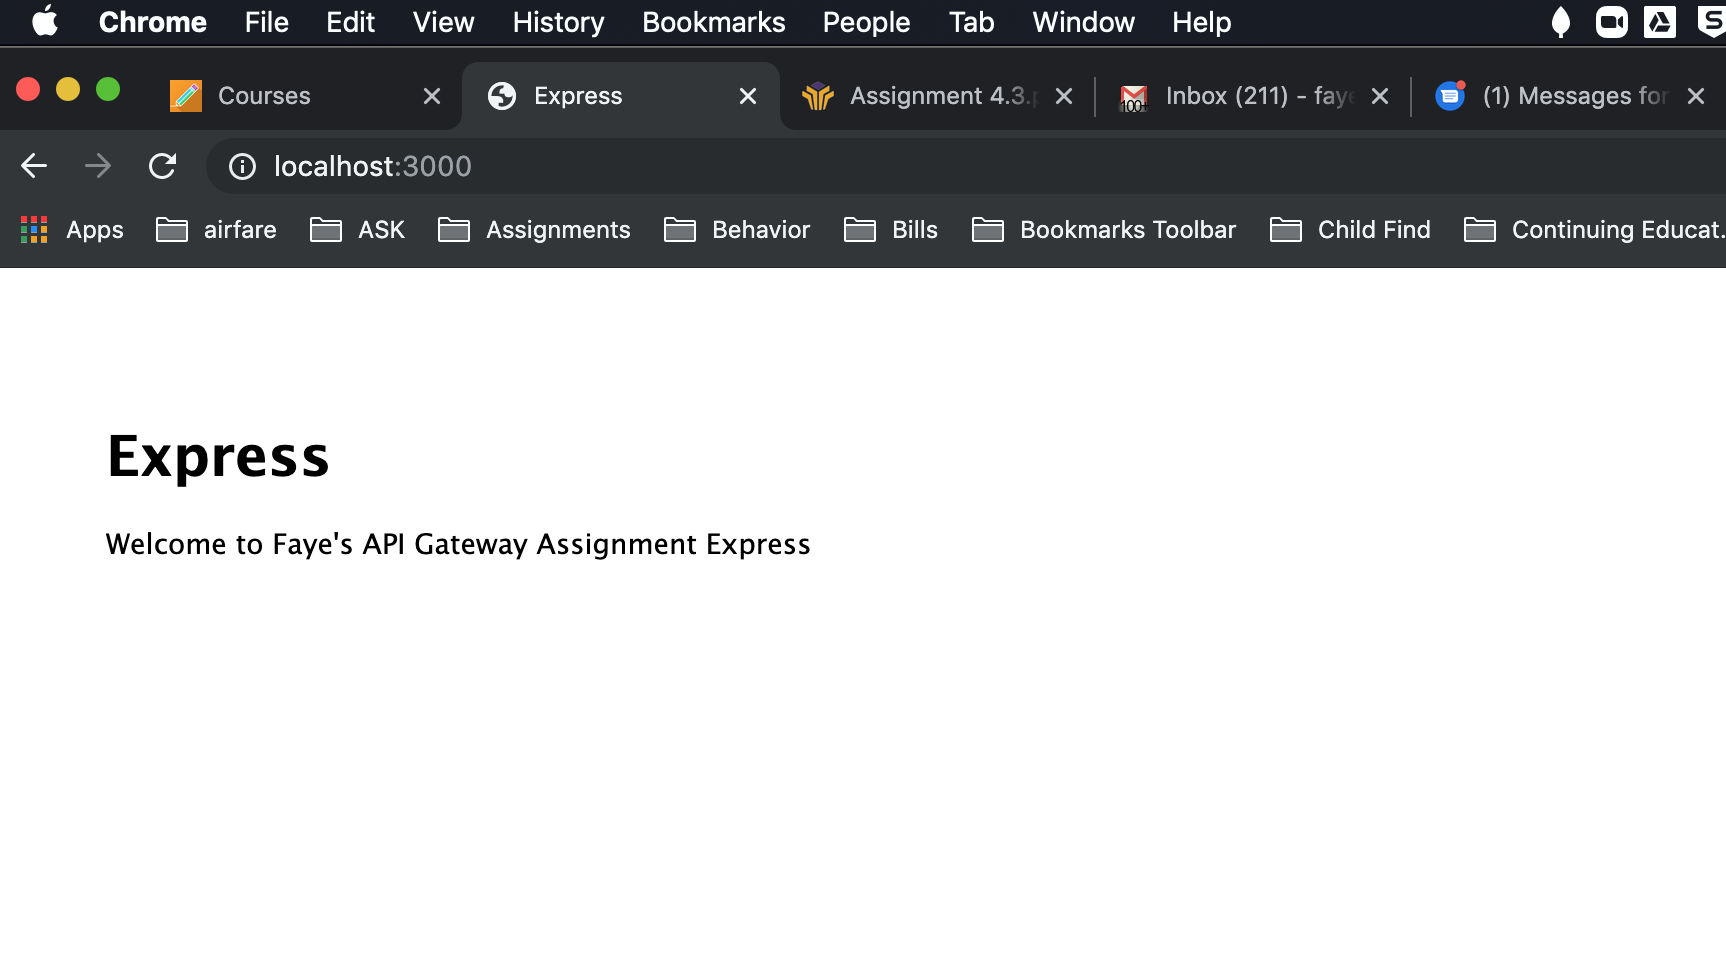 Chrome File Edit View History Bookmarks People Tab Window Help
Courses Express Assignment 4.3.p Inbox (211) - faye (1) Messages for
100+
localhost:3000
Apps airfare ASK Assignments Behavior Bills Bookmarks Toolbar Child Find Continuing Educat.
Express
Welcome to Faye's API Gateway Assignment Express